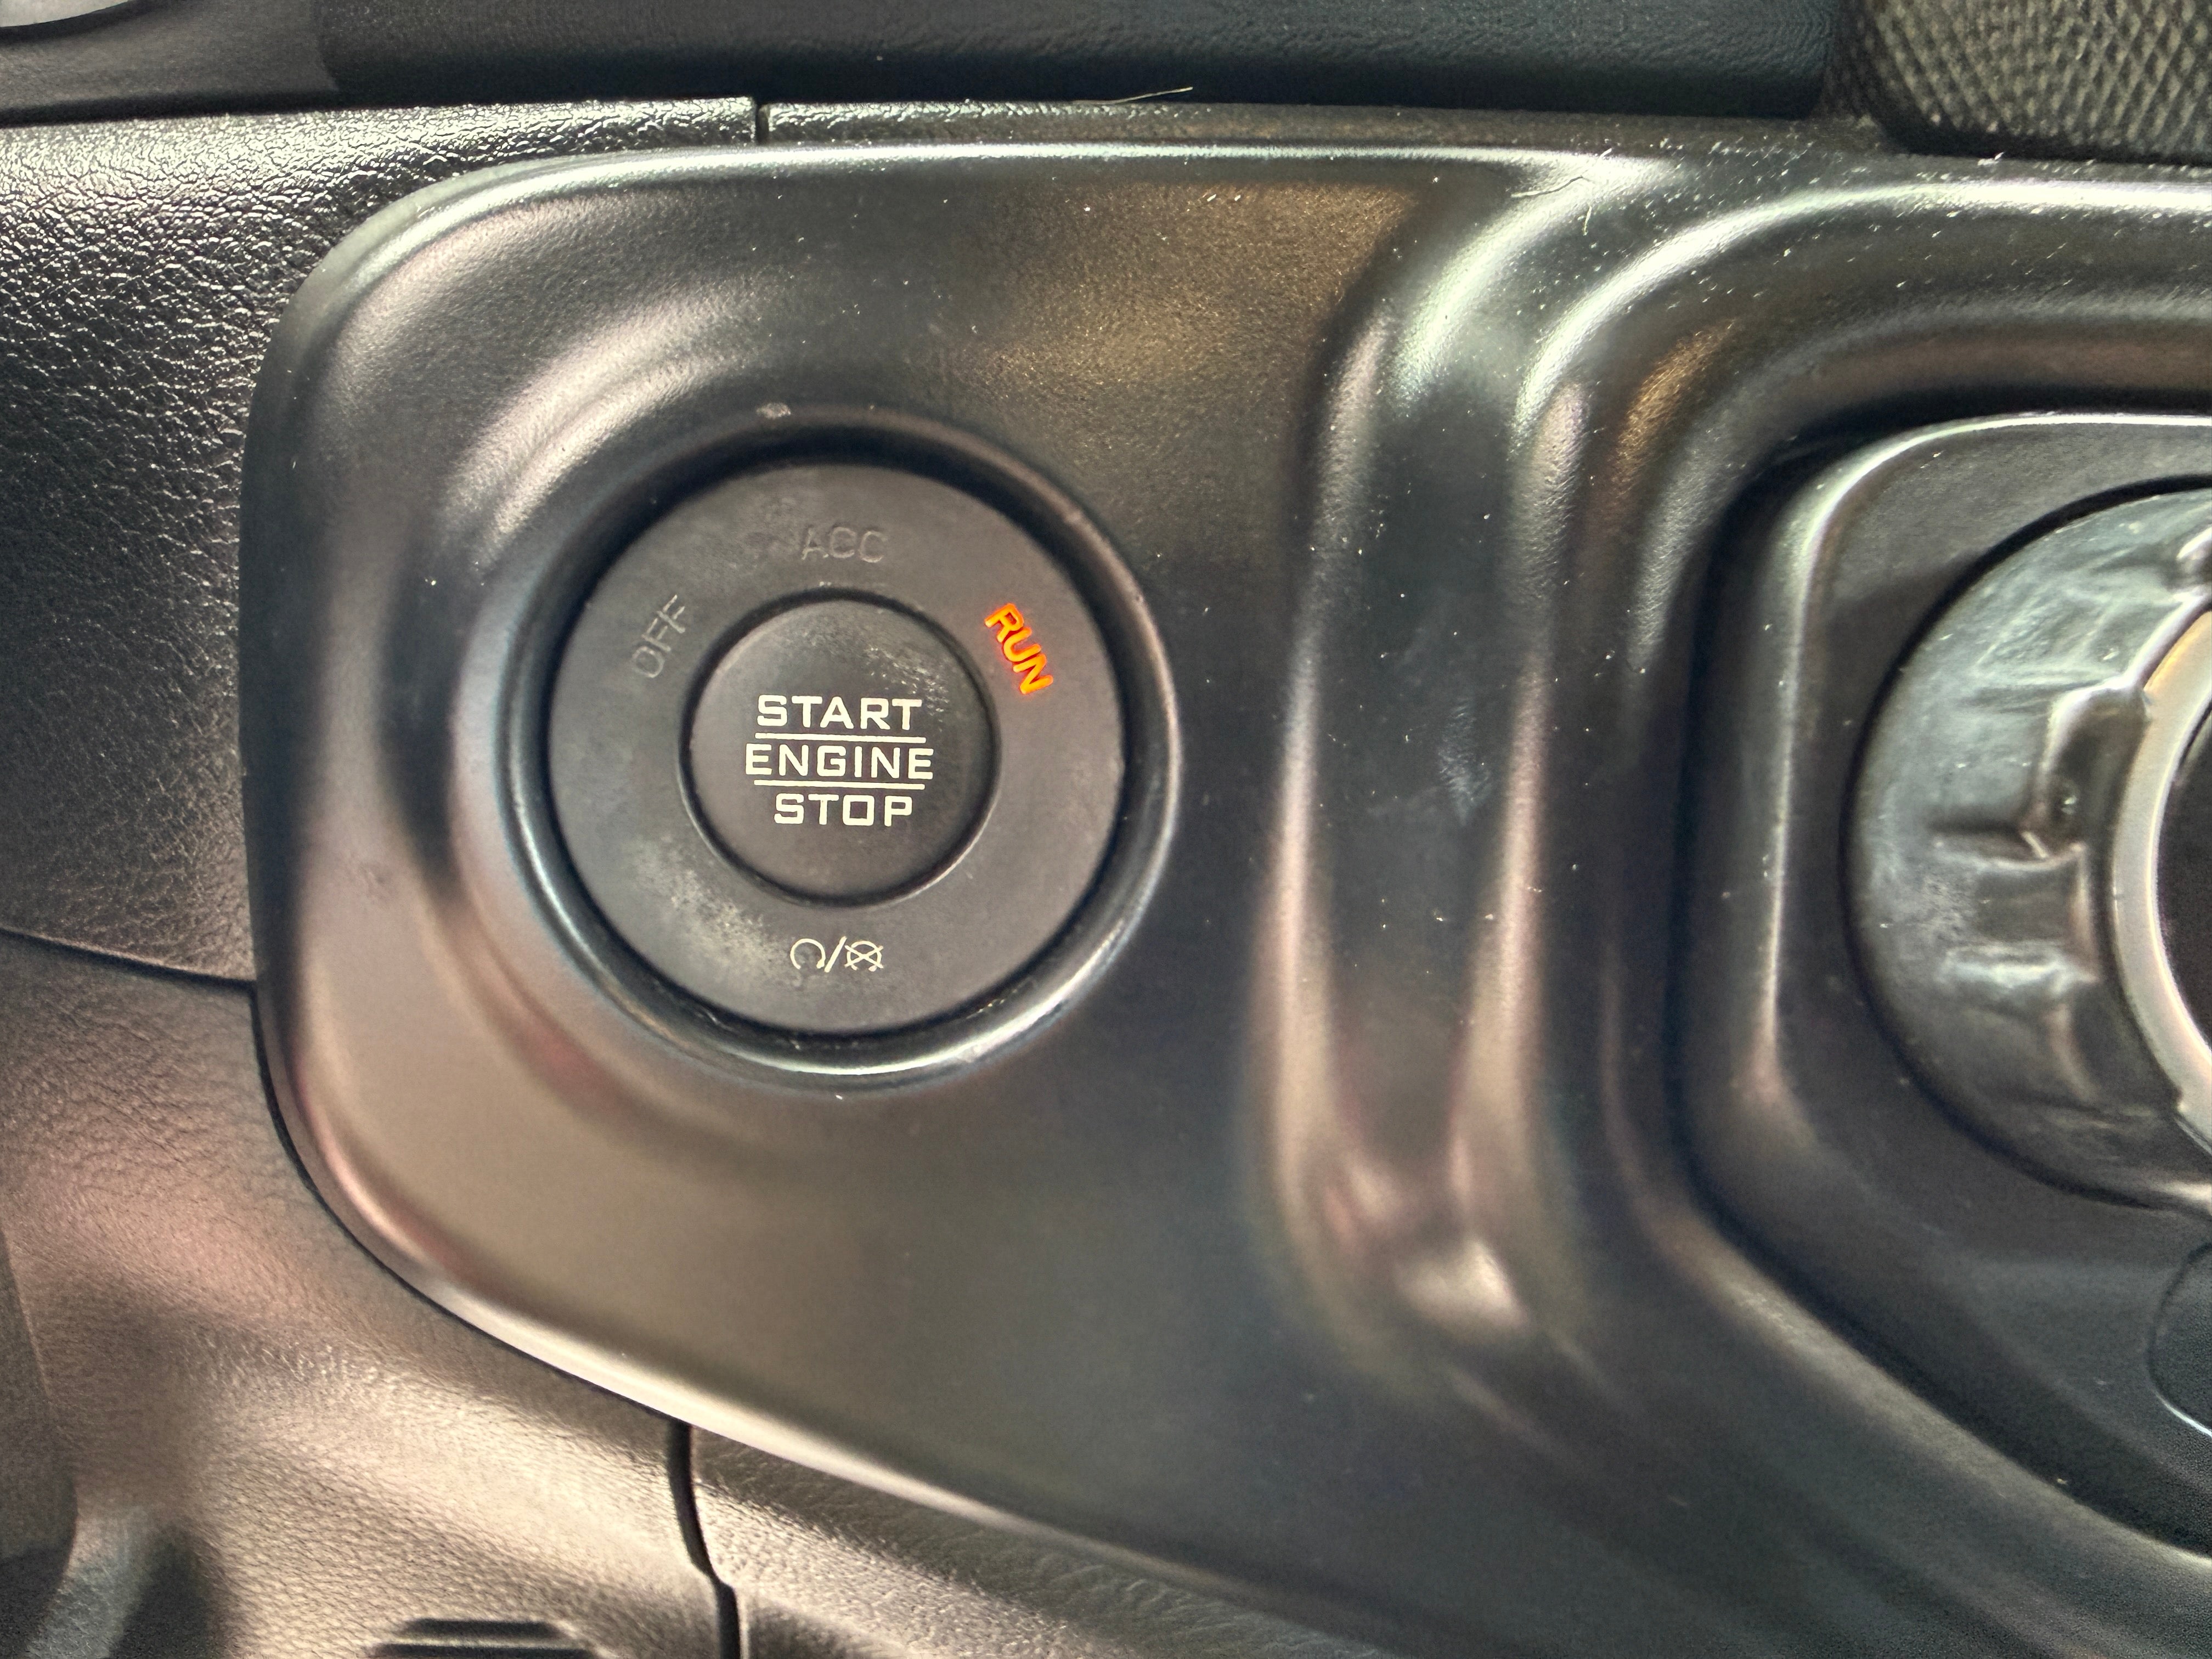 ACC
OFF
RUN
START
ENGINE
STOP